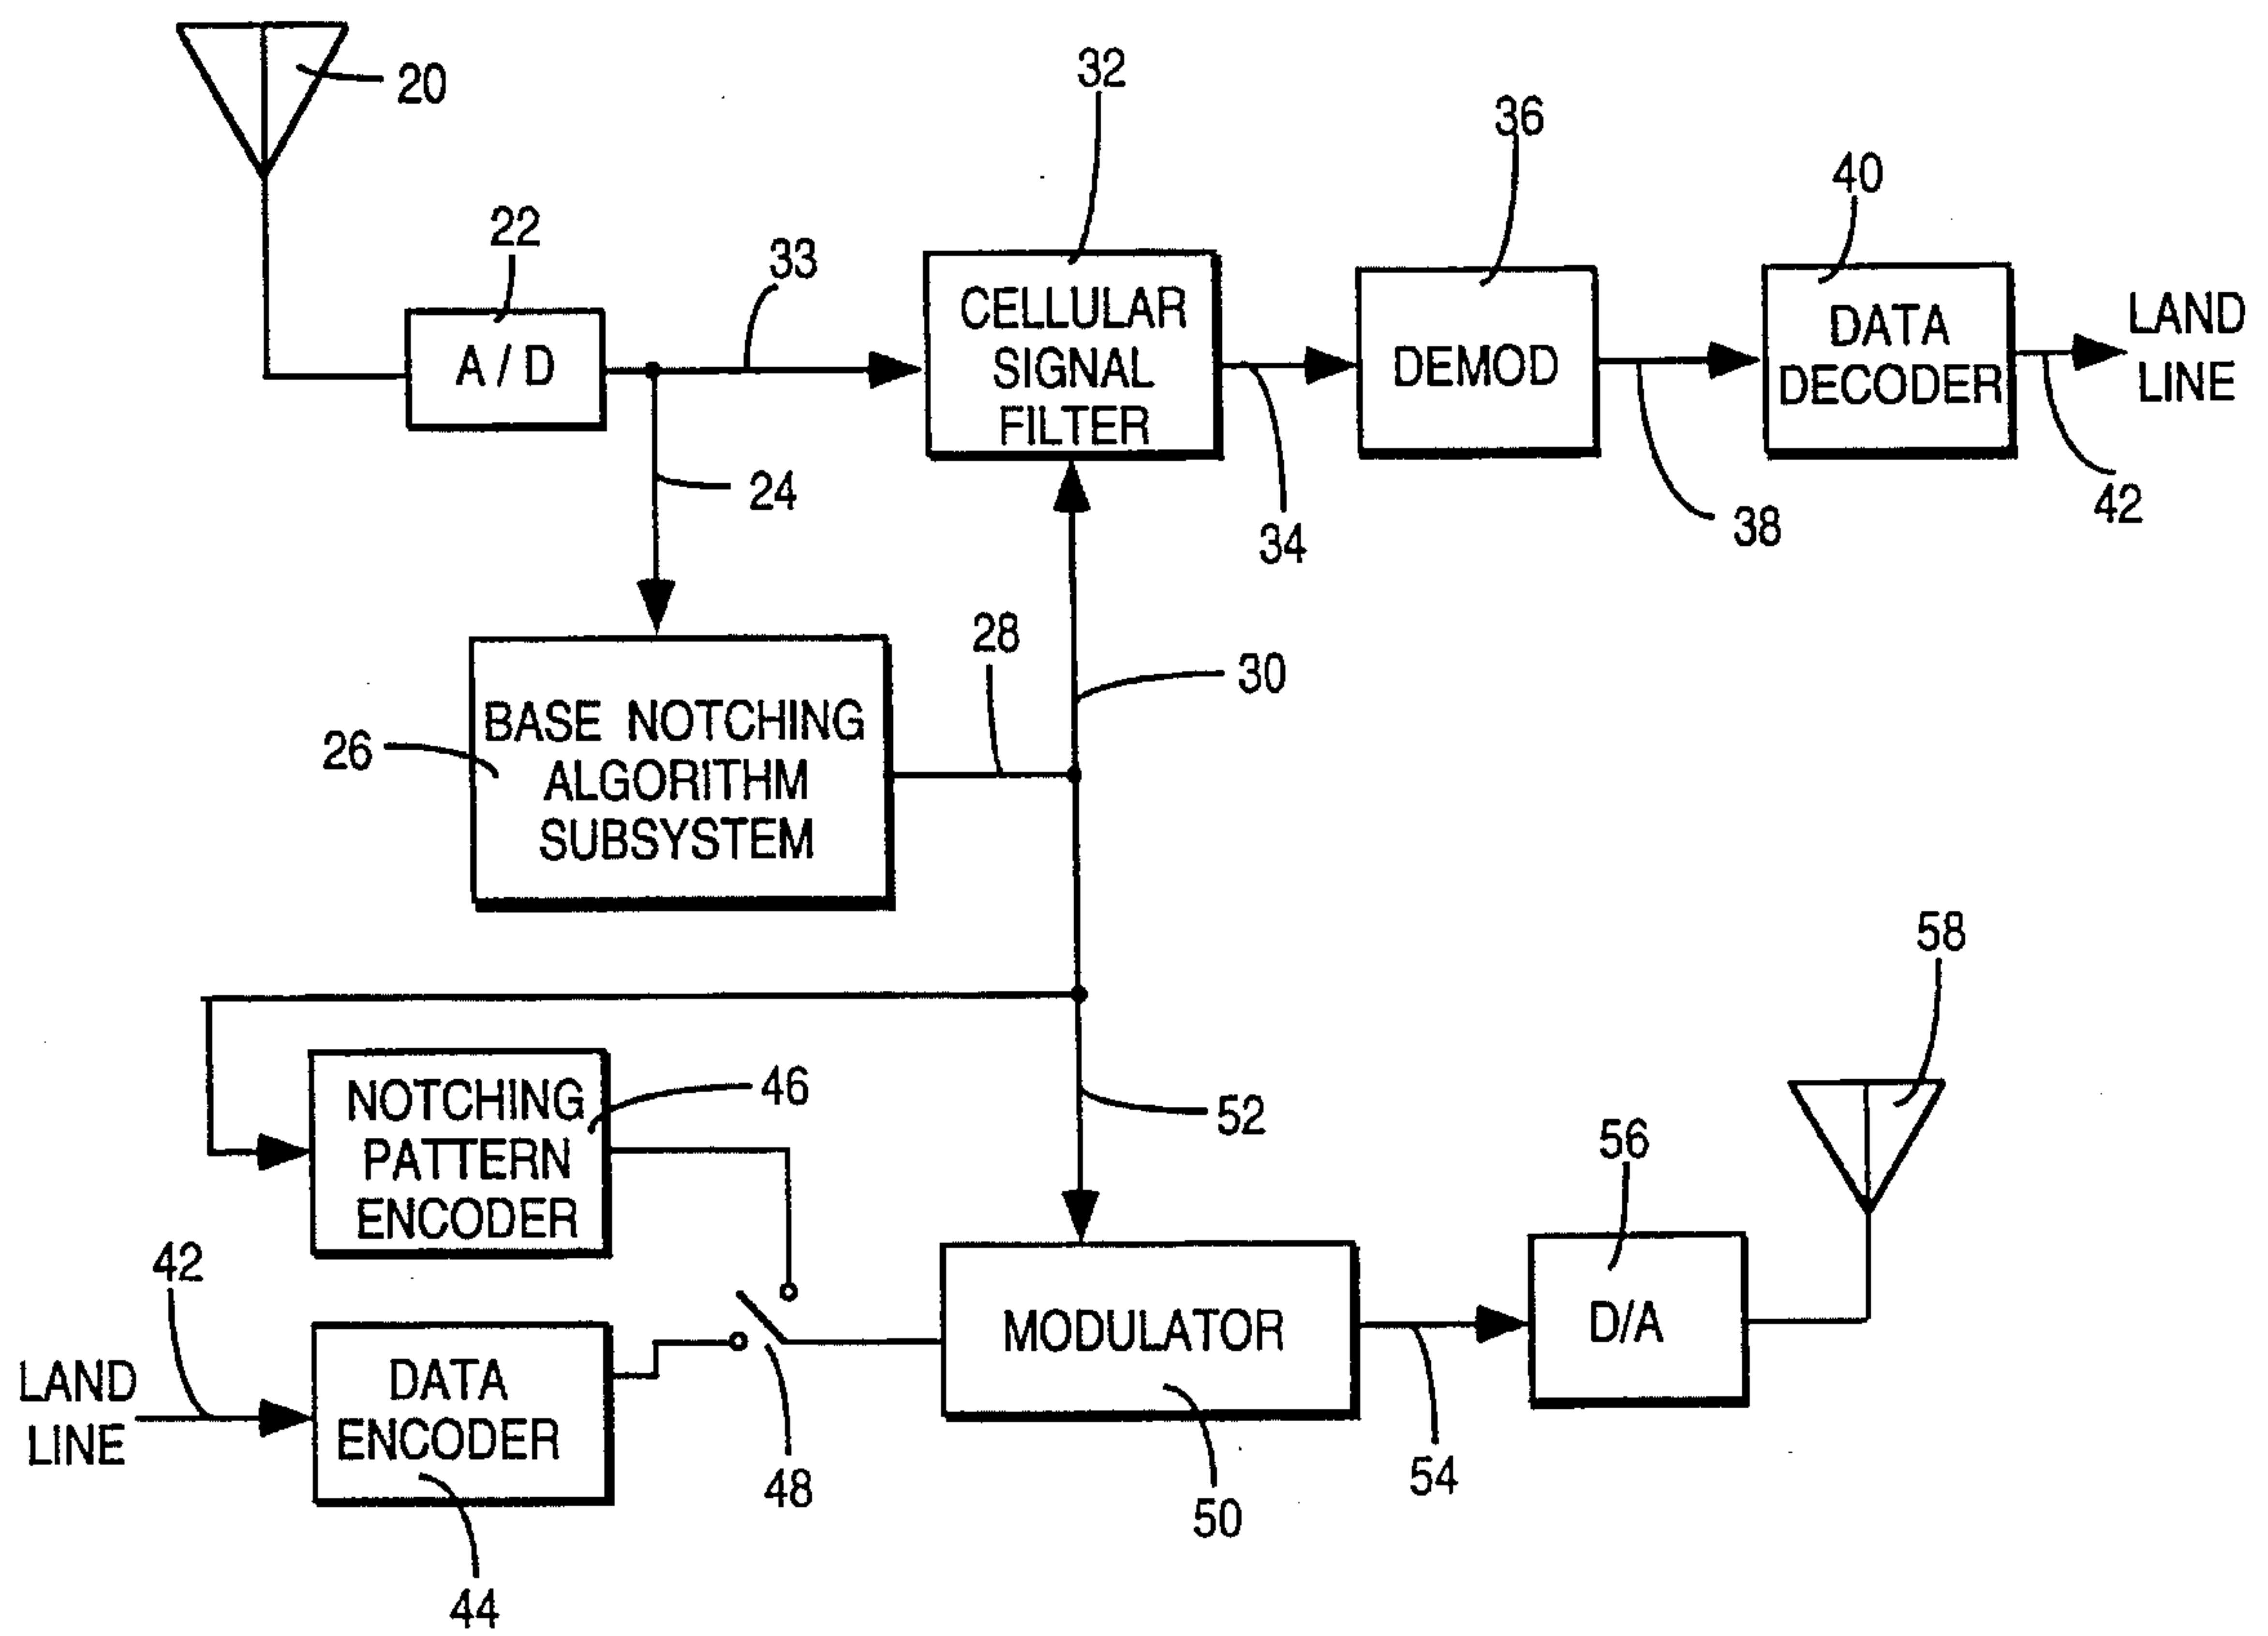 20
32
36
40
22
33
CELLULAR
SIGNAL
FILTER
A / D
DEMOD
DATA
DECODER
LAND
LINE
24
34
38
42
28
30
26
BASE NOTCHING
ALGORITHM
SUBSYSTEM
58
46
NOTCHING
PATTERN
ENCODER
52
56
42
MODULATOR
D/A
LAND
LINE
DATA
ENCODER
48
50
54
44